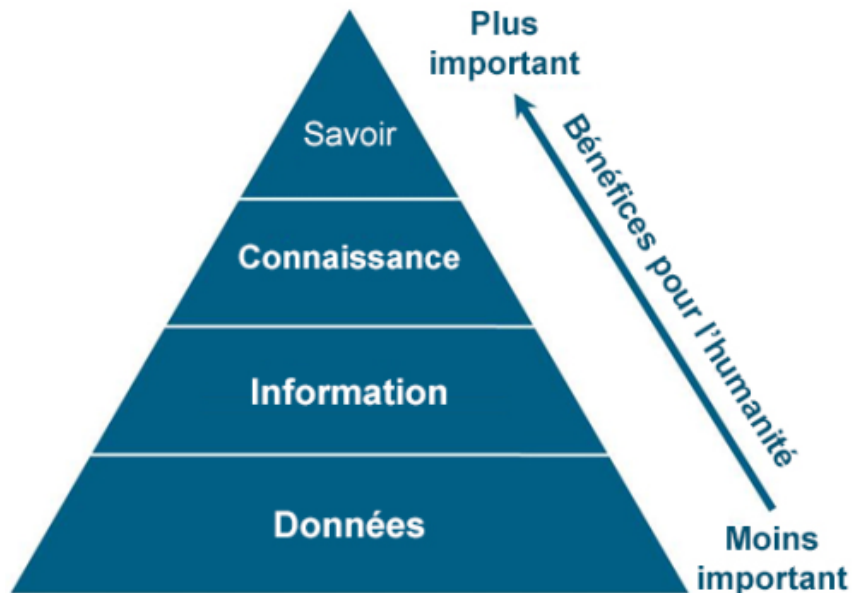 Plus
important
Savoir
Bénéfices pour l'humanité
Connaissance
Information
Données
Moins
important